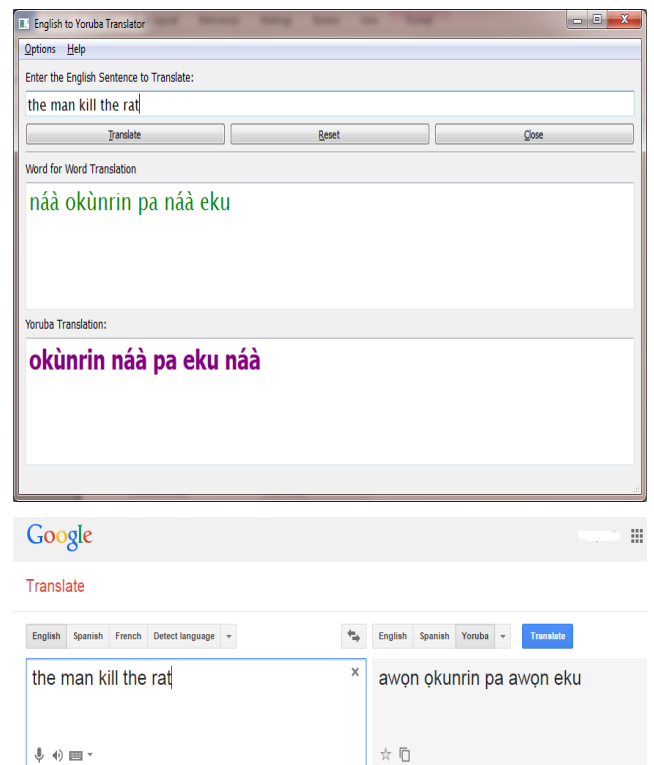 English to Yoruba Translator
Options Help
Enter the English Sentence to Translate:
the man kill the rat
Translate Reset Close
Word for Word Translation
náà okùnrin pa náà eku
Yoruba Translation:
okùnrin náà pa eku náà
Google
Translate
English Spanish French Detect language English Spanish Yoruba Translate
the man kill the rat awọn ọkunrin pa awọn eku